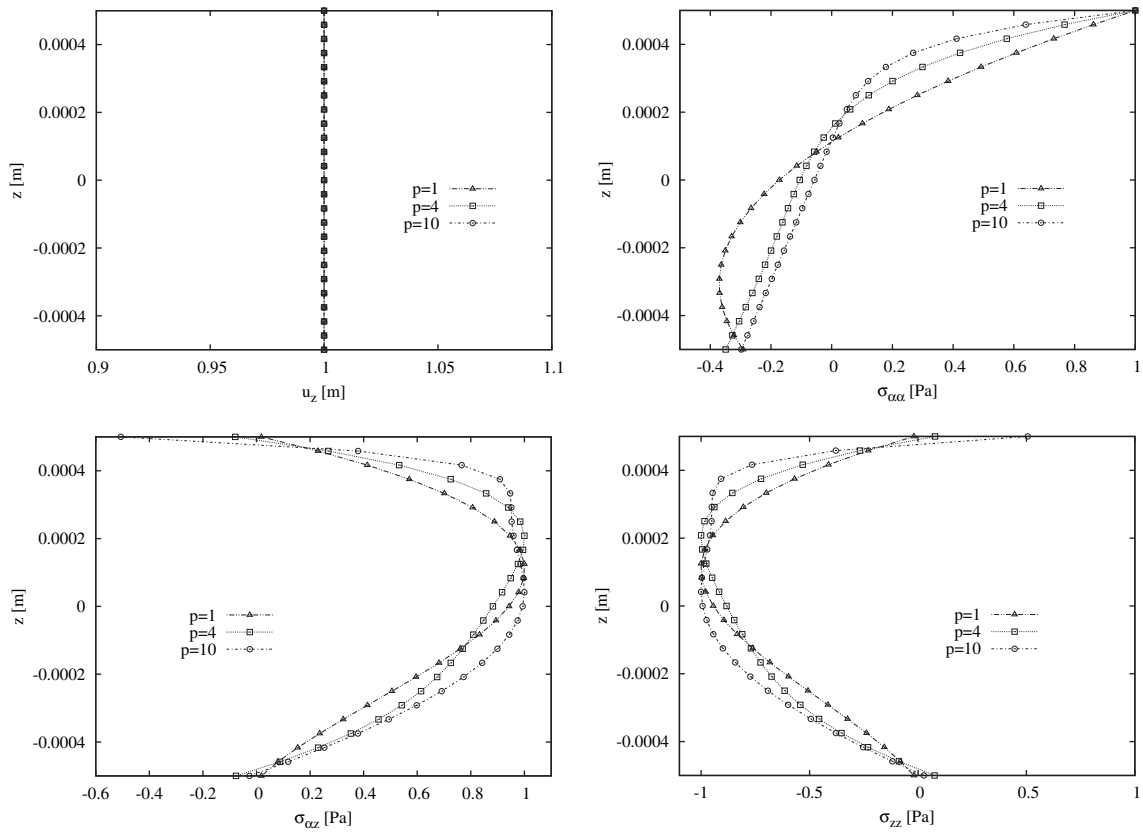 0.0004
0.0002
0
-0.0002
-0.0004
z [m]
p=1
p=4
p=10
0.9
0.95
1
1.05
1.1
u_z [m]
0.0004
0.0002
0
-0.0002
-0.0004
z [m]
p=1
p=4
p=10
-0.4
-0.2
0
0.2
0.4
0.6
0.8
1
σ_αα [Pa]
0.0004
0.0002
0
-0.0002
-0.0004
z [m]
p=1
p=4
p=10
-0.6
-0.4
-0.2
0
0.2
0.4
0.6
0.8
1
σ_αz [Pa]
0.0004
0.0002
0
-0.0002
-0.0004
z [m]
p=1
p=4
p=10
-1
-0.5
0
0.5
1
σ_zz [Pa]